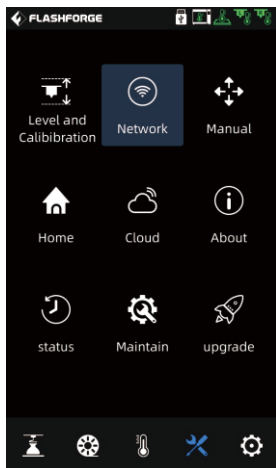 FLASHFORGE
Level and
Calibibration
Network
Manual
Home
Cloud
About
status
Maintain
upgrade